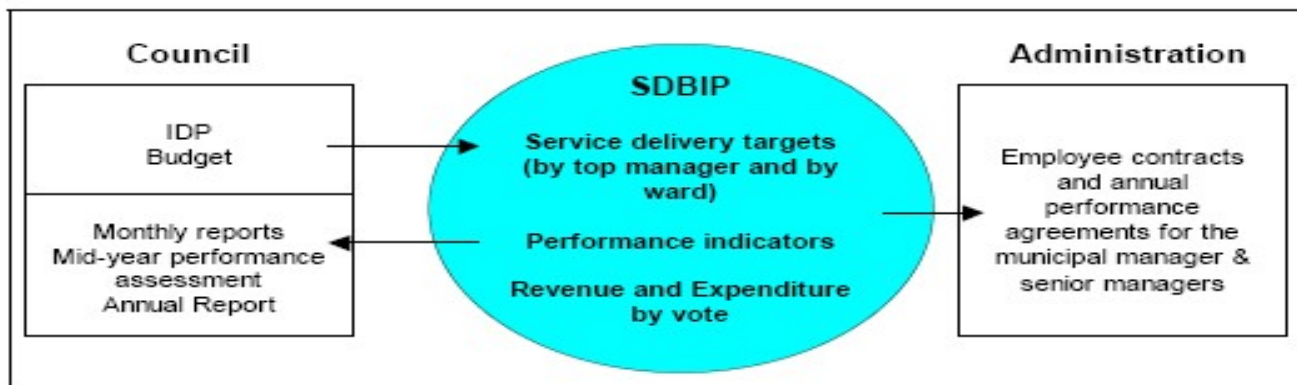 Council
IDP
Budget
Monthly reports
Mid-year performance
assessment
Annual Report
SDBIP
Service delivery targets
(by top manager and by
ward)
Performance indicators
Revenue and Expenditure
by vote
Administration
Employee contracts
and annual
performance
agreements for the
municipal manager &
senior managers